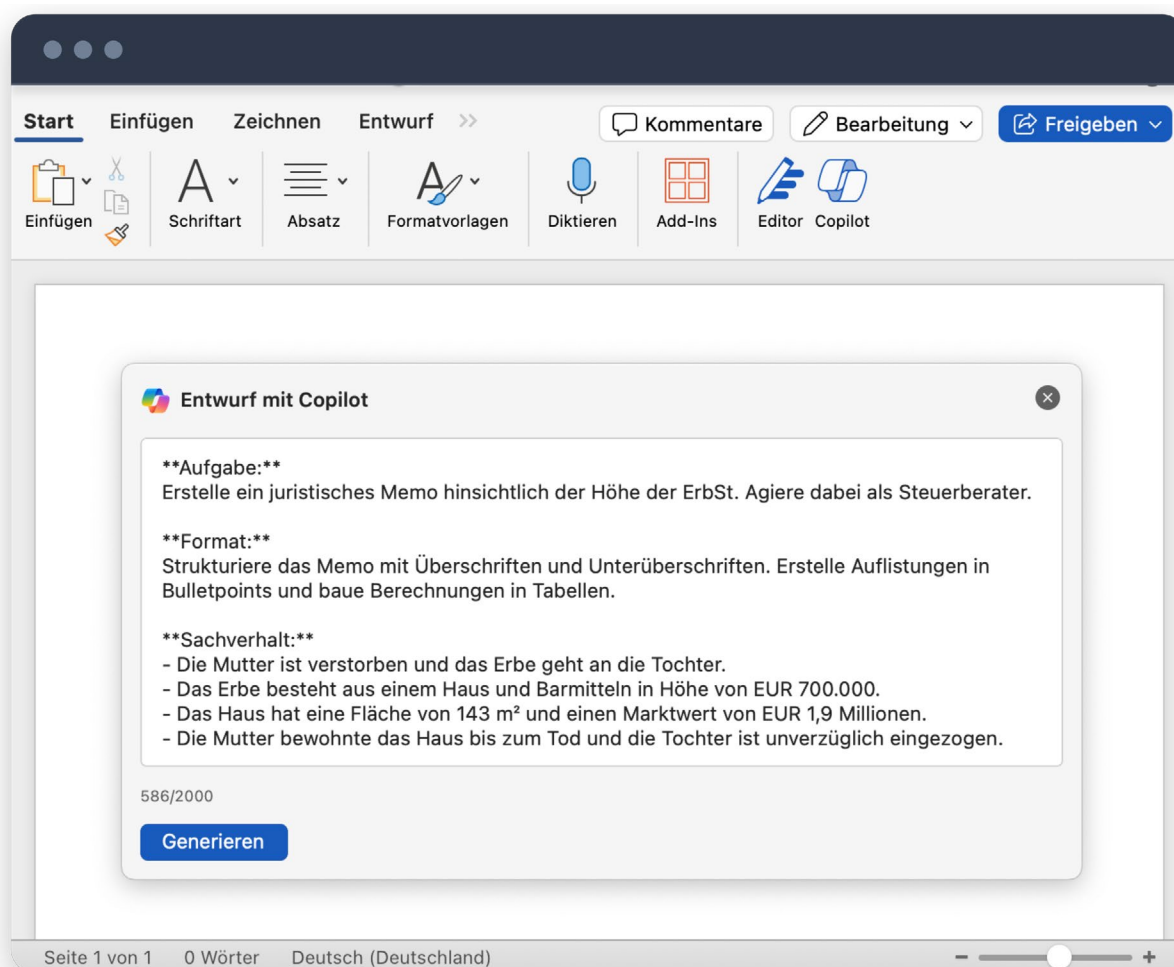 Start Einfügen Zeichnen Entwurf >> Kommentare Bearbeitung Freigeben
Einfügen Schriftart Absatz Formatvorlagen Diktieren Add-Ins Editor Copilot
Entwurf mit Copilot
**Aufgabe:**
Erstelle ein juristisches Memo hinsichtlich der Höhe der ErbSt. Agiere dabei als Steuerberater.
**Format:**
Strukturiere das Memo mit Überschriften und Unterüberschriften. Erstelle Auflistungen in
Bulletpoints und baue Berechnungen in Tabellen.
**Sachverhalt:**
- Die Mutter ist verstorben und das Erbe geht an die Tochter.
- Das Erbe besteht aus einem Haus und Barmitteln in Höhe von EUR 700.000.
- Das Haus hat eine Fläche von 143 m² und einen Marktwert von EUR 1,9 Millionen.
- Die Mutter bewohnte das Haus bis zum Tod und die Tochter ist unverzüglich eingezogen.
586/2000
Generieren
Seite 1 von 1 0 Wörter Deutsch (Deutschland)